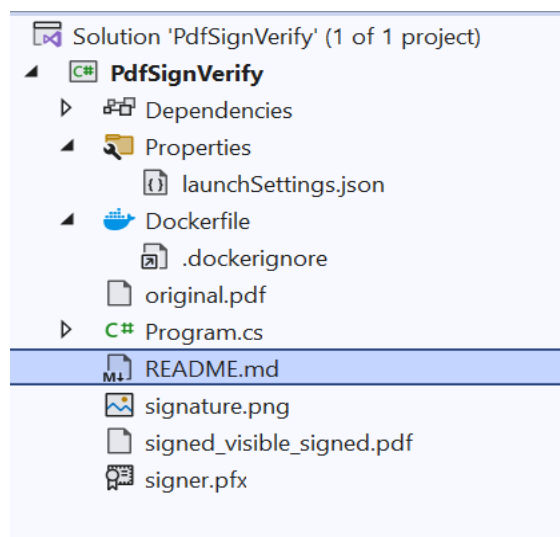 Solution 'PdfSignVerify' (1 of 1 project)
C# PdfSignVerify
Dependencies
Properties
launchSettings.json
Dockerfile
.dockerignore
original.pdf
C# Program.cs
M↓ README.md
signature.png
signed_visible_signed.pdf
signer.pfx